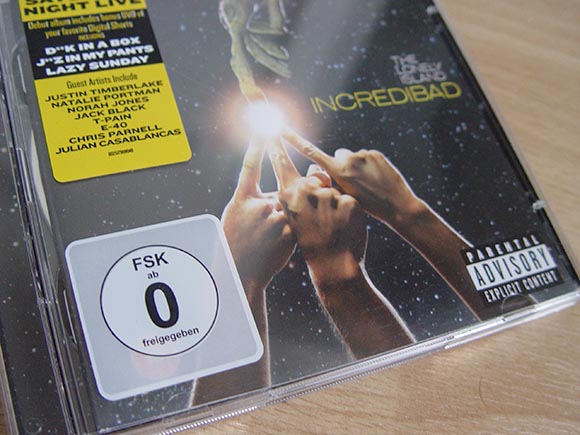 NIGHT LIVE
Debut album includes bonus DVD of
your favorite Digital Shorts
INCLUDING
D**K IN A BOX
J**Z IN MY PANTS
LAZY SUNDAY
Guest Artists Include
JUSTIN TIMBERLAKE
NATALIE PORTMAN
NORAH JONES
JACK BLACK
T-PAIN
E-40
CHRIS PARNELL
JULIAN CASABLANCAS
THE
LONELY
ISLAND
INCREDIBAD
FSK
ab
0
freigegeben
PARENTAL
ADVISORY
EXPLICIT CONTENT